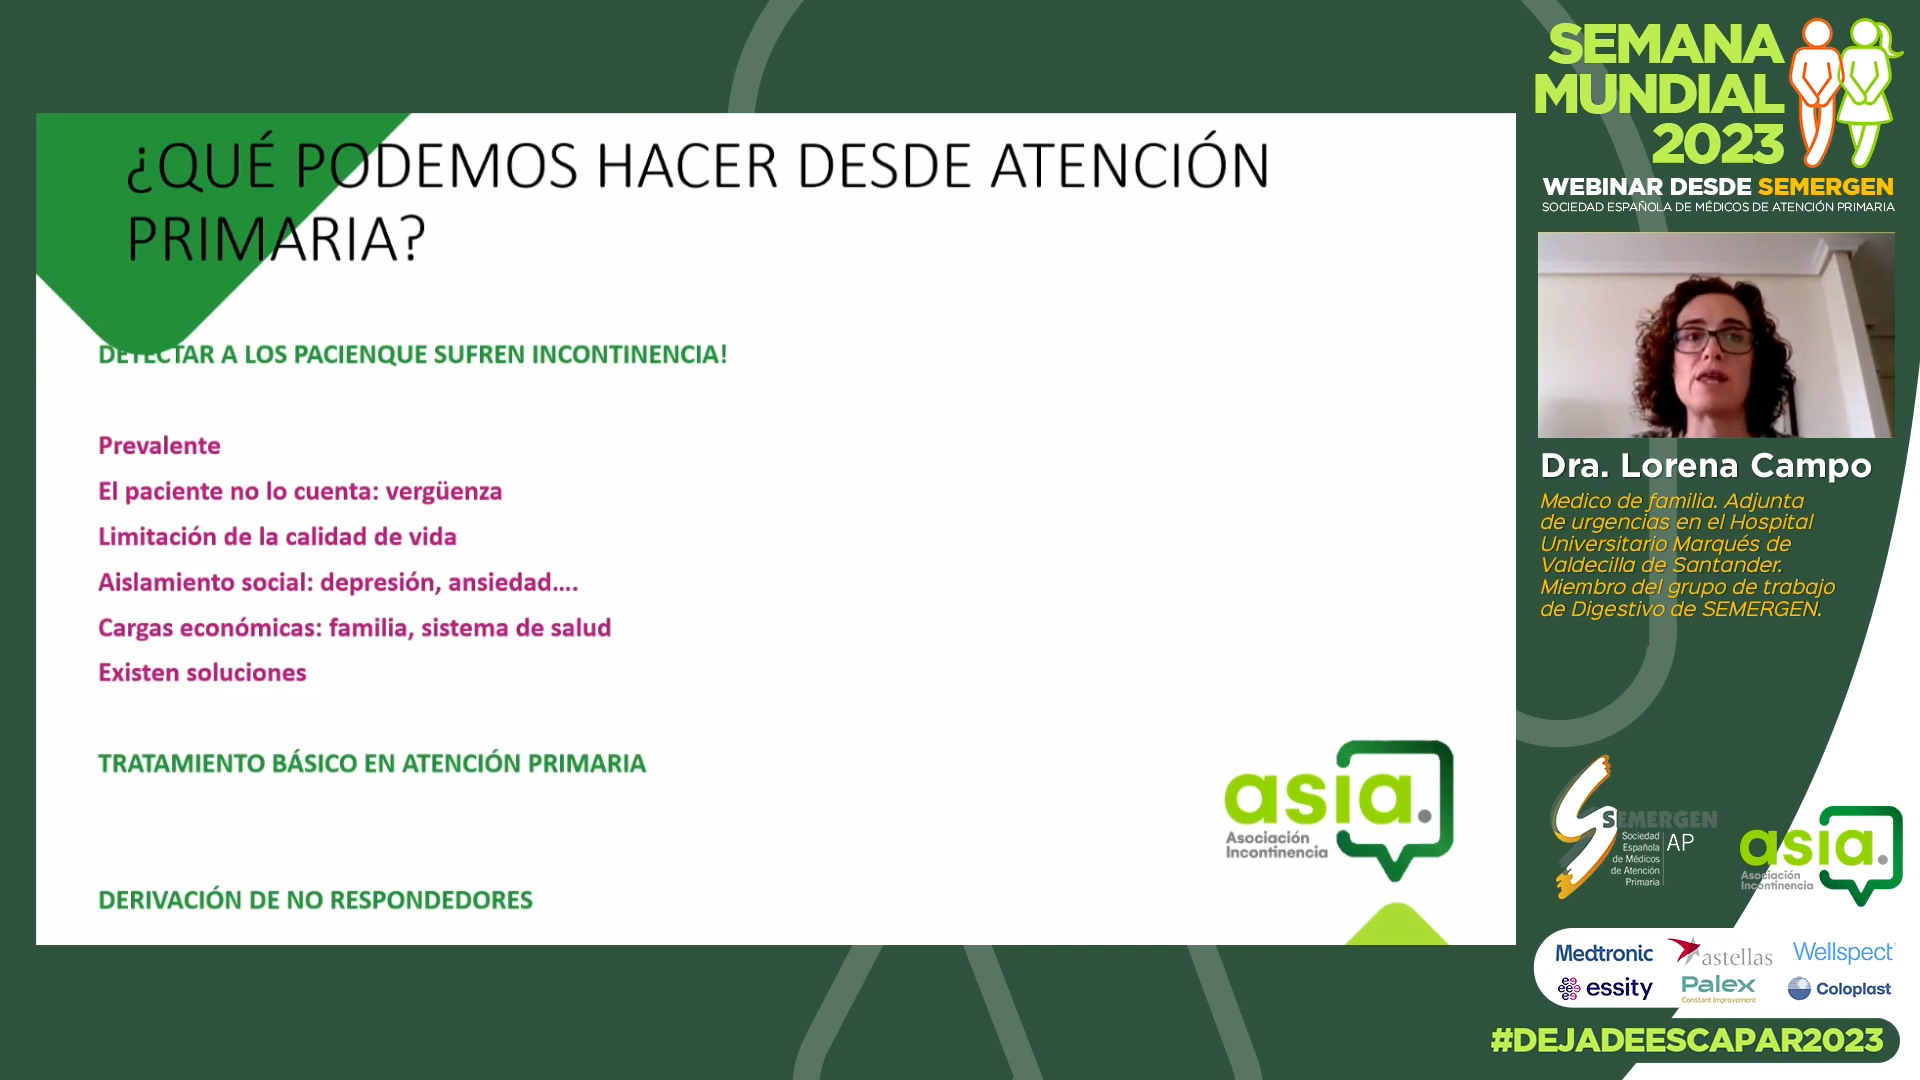 ¿QUÉ PODEMOS HACER DESDE ATENCIÓN
PRIMARIA?
DETECTAR A LOS PACIENQUE SUFREN INCONTINENCIA!
Prevalente
El paciente no lo cuenta: vergüenza
Limitación de la calidad de vida
Aislamiento social: depresión, ansiedad....
Cargas económicas: familia, sistema de salud
Existen soluciones
TRATAMIENTO BÁSICO EN ATENCIÓN PRIMARIA
DERIVACIÓN DE NO RESPONDEDORES
asia.
Asociación
Incontinencia
SEMANA
MUNDIAL
2023
WEBINAR DESDE SEMERGEN
SOCIEDAD ESPAÑOLA DE MÉDICOS DE ATENCIÓN PRIMARIA
Dra. Lorena Campo
Medico de familia. Adjunta
de urgencias en el Hospital
Universitario Marqués de
Valdecilla de Santander.
Miembro del grupo de trabajo
de Digestivo de SEMERGEN.
SEMERGEN
Sociedad
Española
de Médicos
de Atención
Primaria
AP
asia.
Asociación
Incontinencia
Medtronic
astellas
Wellspect
essity
Palex
Constant Improvement
Coloplast
#DEJADEESCAPAR2023